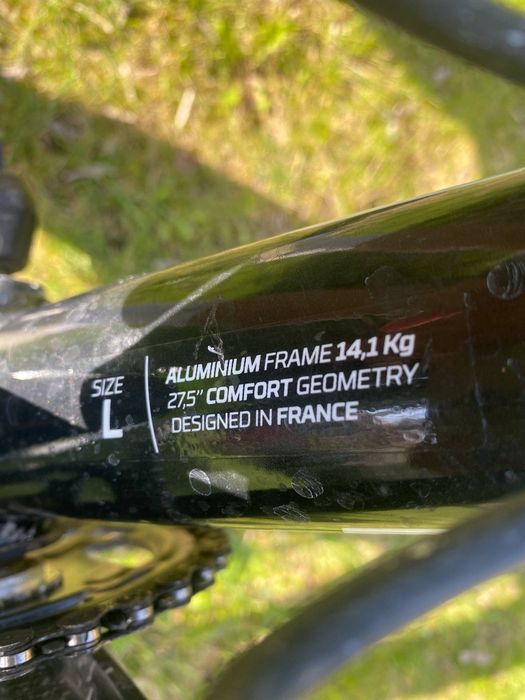 SIZE
L
ALUMINIUM FRAME 14,1 Kg
27,5" COMFORT GEOMETRY
DESIGNED IN FRANCE